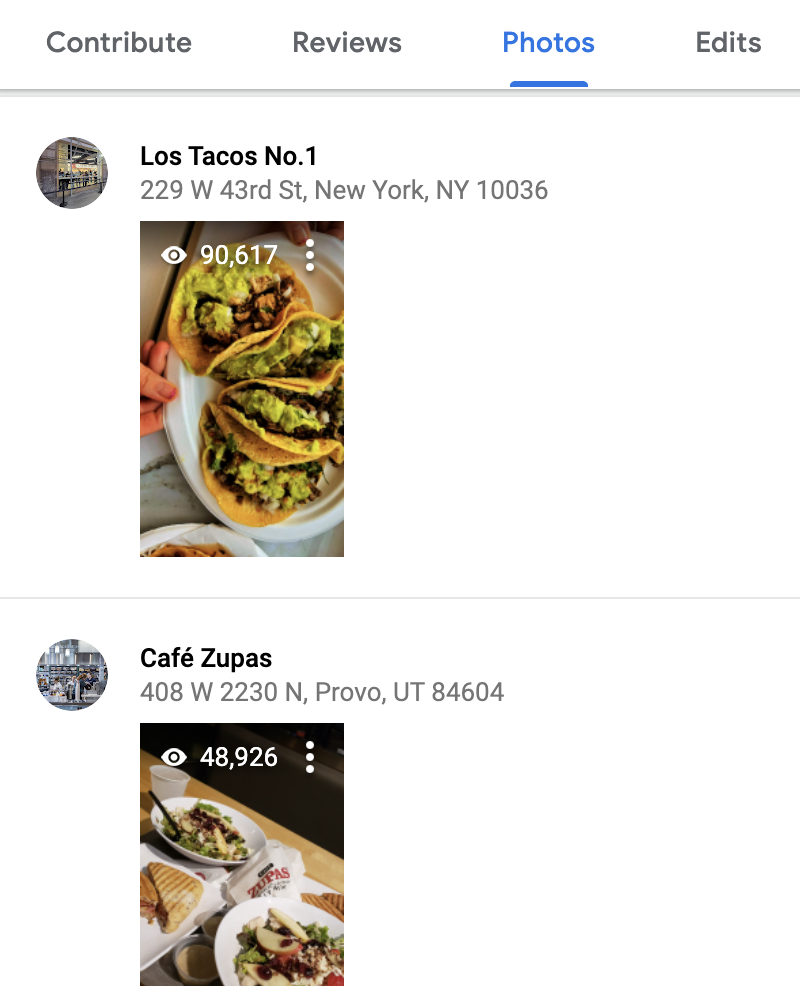 Contribute Reviews Photos Edits
Los Tacos No.1
229 W 43rd St, New York, NY 10036
90,617
Café Zupas
408 W 2230 N, Provo, UT 84604
48,926
ZUPAS